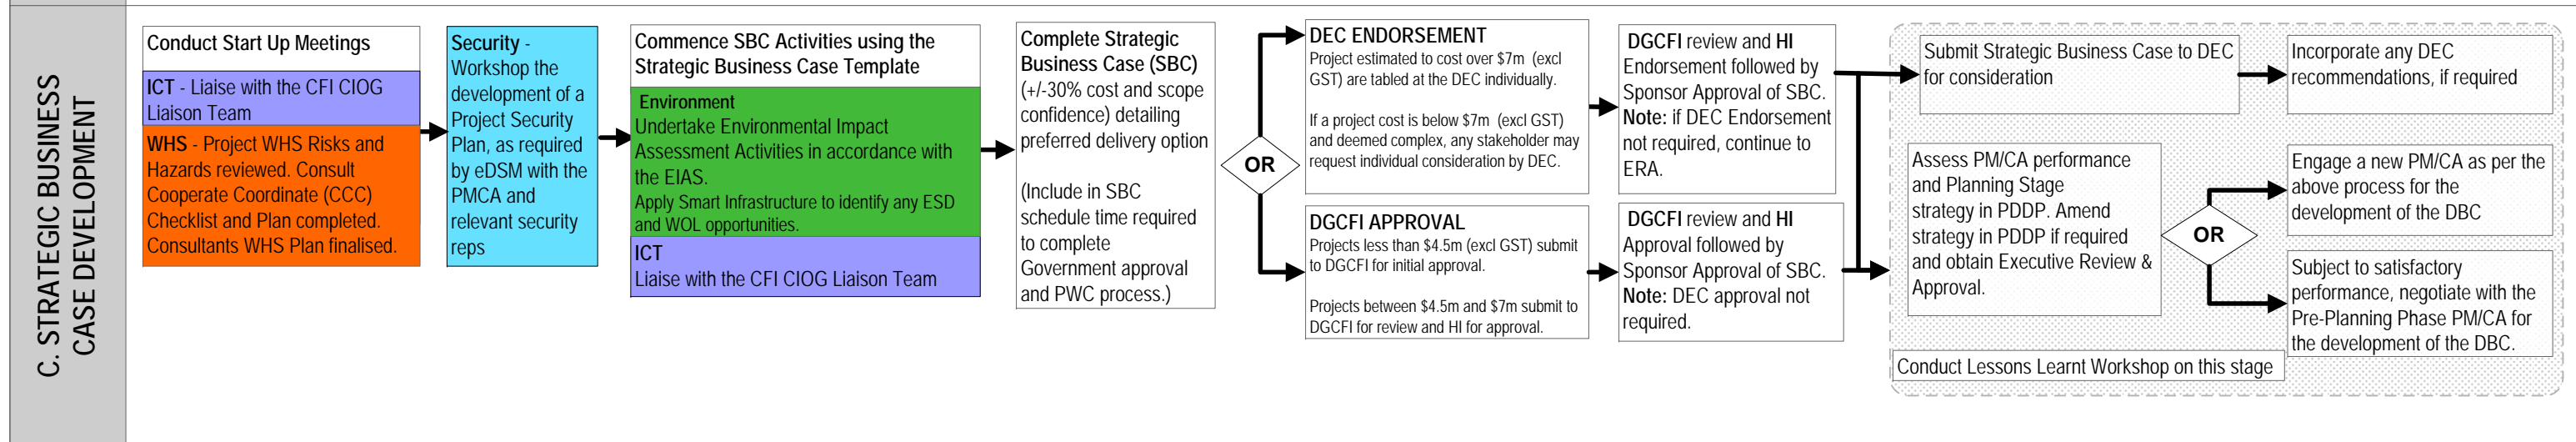 C. STRATEGIC BUSINESS
CASE DEVELOPMENT
Conduct Start Up Meetings
ICT - Liaise with the CFI CIOG
Liaison Team
WHS - Project WHS Risks and
Hazards reviewed. Consult
Cooperate Coordinate (CCC)
Checklist and Plan completed.
Consultants WHS Plan finalised.
Security -
Workshop the
development of a
Project Security
Plan, as required
by eDSM with the
PMCA and
relevant security
reps
Commence SBC Activities using the
Strategic Business Case Template
Environment
Undertake Environmental Impact
Assessment Activities in accordance with
the EIAS.
Apply Smart Infrastructure to identify any ESD
and WOL opportunities.
ICT
Liaise with the CFI CIOG Liaison Team
Complete Strategic
Business Case (SBC)
(+/-30% cost and scope
confidence) detailing
preferred delivery option
(Include in SBC
schedule time required
to complete
Government approval
and PWC process.)
OR
DEC ENDORSEMENT
Project estimated to cost over $7m (excl
GST) are tabled at the DEC individually.
If a project cost is below $7m (excl GST)
and deemed complex, any stakeholder may
request individual consideration by DEC.
DGCFI APPROVAL
Projects less than $4.5m (excl GST) submit
to DGCFI for initial approval.
Projects between $4.5m and $7m submit to
DGCFI for review and HI for approval.
DGCFI review and HI
Endorsement followed by
Sponsor Approval of SBC.
Note: if DEC Endorsement
not required, continue to
ERA.
DGCFI review and HI
Approval followed by
Sponsor Approval of SBC.
Note: DEC approval not
required.
Submit Strategic Business Case to DEC
for consideration
Incorporate any DEC
recommendations, if required
Assess PM/CA performance
and Planning Stage
strategy in PDDP. Amend
strategy in PDDP if required
and obtain Executive Review &
Approval.
OR
Engage a new PM/CA as per the
above process for the
development of the DBC
Subject to satisfactory
performance, negotiate with the
Pre-Planning Phase PM/CA for
the development of the DBC.
Conduct Lessons Learnt Workshop on this stage